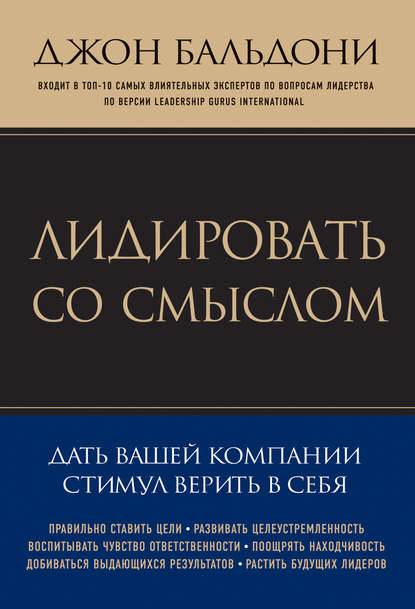 ДЖОН БАЛЬДОНИ
ВХОДИТ В ТОП-10 САМЫХ ВЛИЯТЕЛЬНЫХ ЭКСПЕРТОВ ПО ВОПРОСАМ ЛИДЕРСТВА
ПО ВЕРСИИ LEADERSHIP GURUS INTERNATIONAL
ЛИДИРОВАТЬ
СО СМЫСЛОМ
ДАТЬ ВАШЕЙ КОМПАНИИ
СТИМУЛ ВЕРИТЬ В СЕБЯ
ПРАВИЛЬНО СТАВИТЬ ЦЕЛИ • РАЗВИВАТЬ ЦЕЛЕУСТРЕМЛЕННОСТЬ
ВОСПИТЫВАТЬ ЧУВСТВО ОТВЕТСТВЕННОСТИ • ПООЩРЯТЬ НАХОДЧИВОСТЬ
ДОБИВАТЬСЯ ВЫДАЮЩИХСЯ РЕЗУЛЬТАТОВ • РАСТИТЬ БУДУЩИХ ЛИДЕРОВ